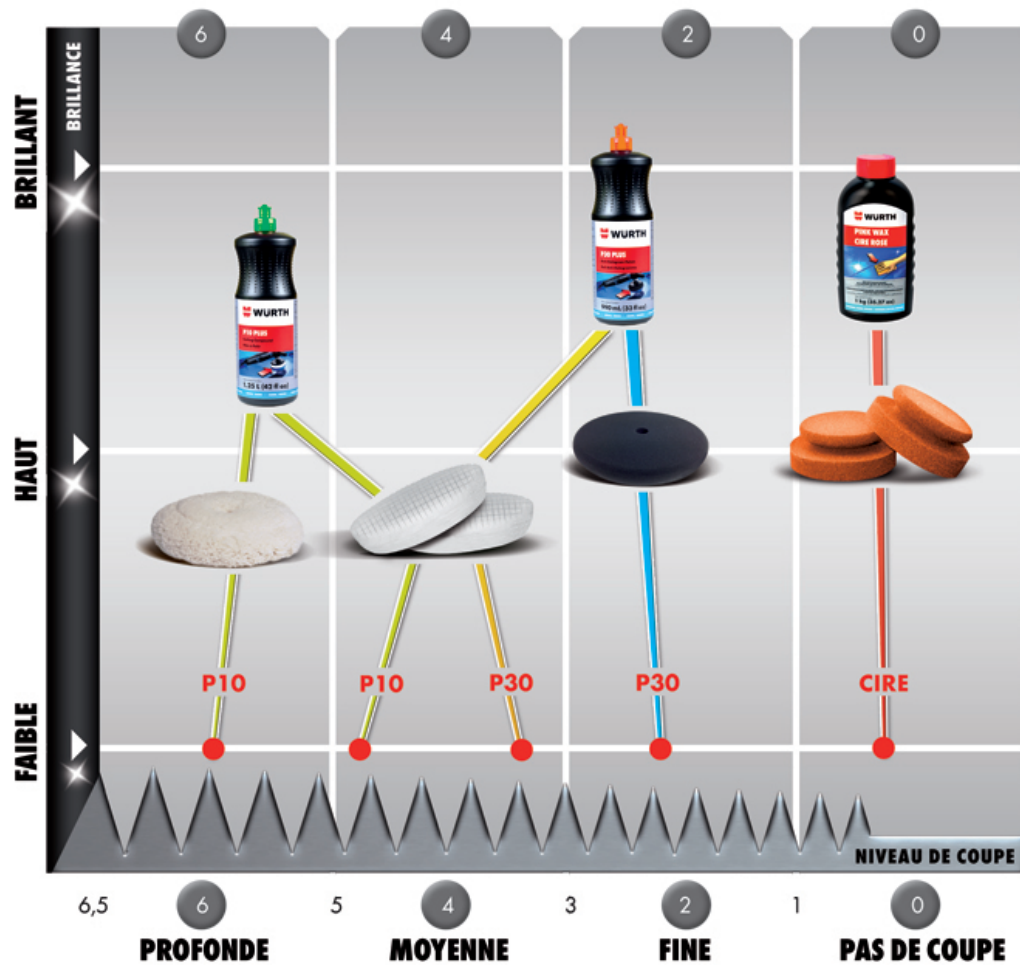 6
4
2
0
BRILLANCE
BRILLANT
HAUT
FAIBLE
WÜRTH
P10 PLUS
1.25 L (42 fl oz)
WÜRTH
P30 PLUS
WÜRTH
PINK WAX
CIRE ROSE
P10
P10
P30
P30
CIRE
NIVEAU DE COUPE
6,5
6
5
4
3
2
1
0
PROFONDE
MOYENNE
FINE
PAS DE COUPE